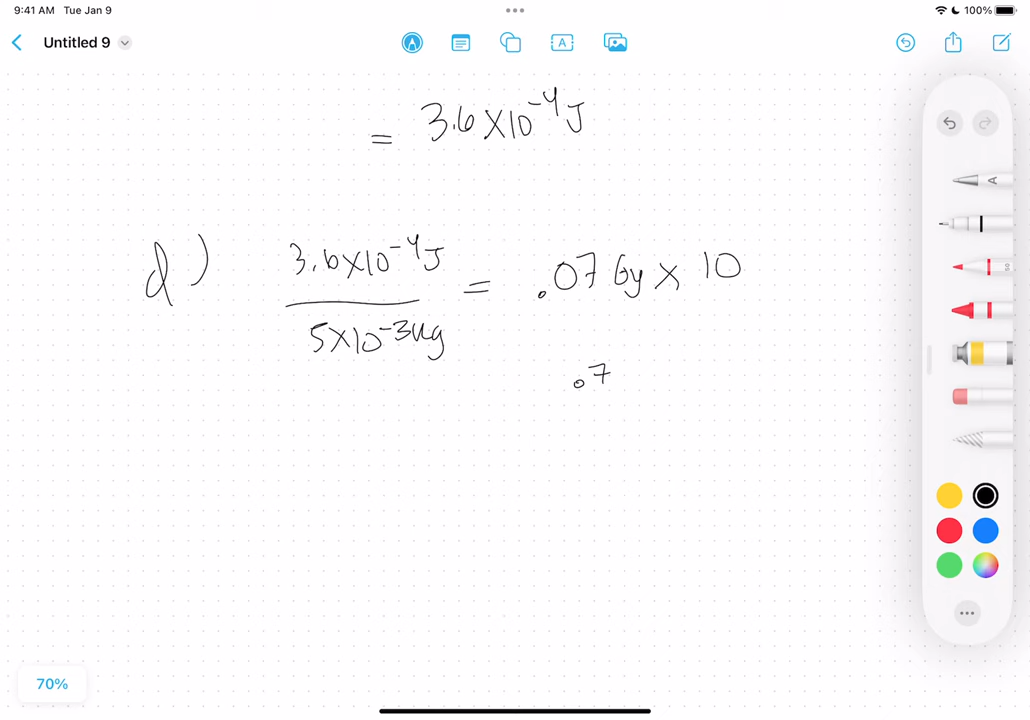 9:41 AM Tue Jan 9 100%
Untitled 9
= 3.6×10⁻⁴ J
d) 3.6×10⁻⁴ J / 5×10⁻³ kg = .07 Gy × 10
.07
70%